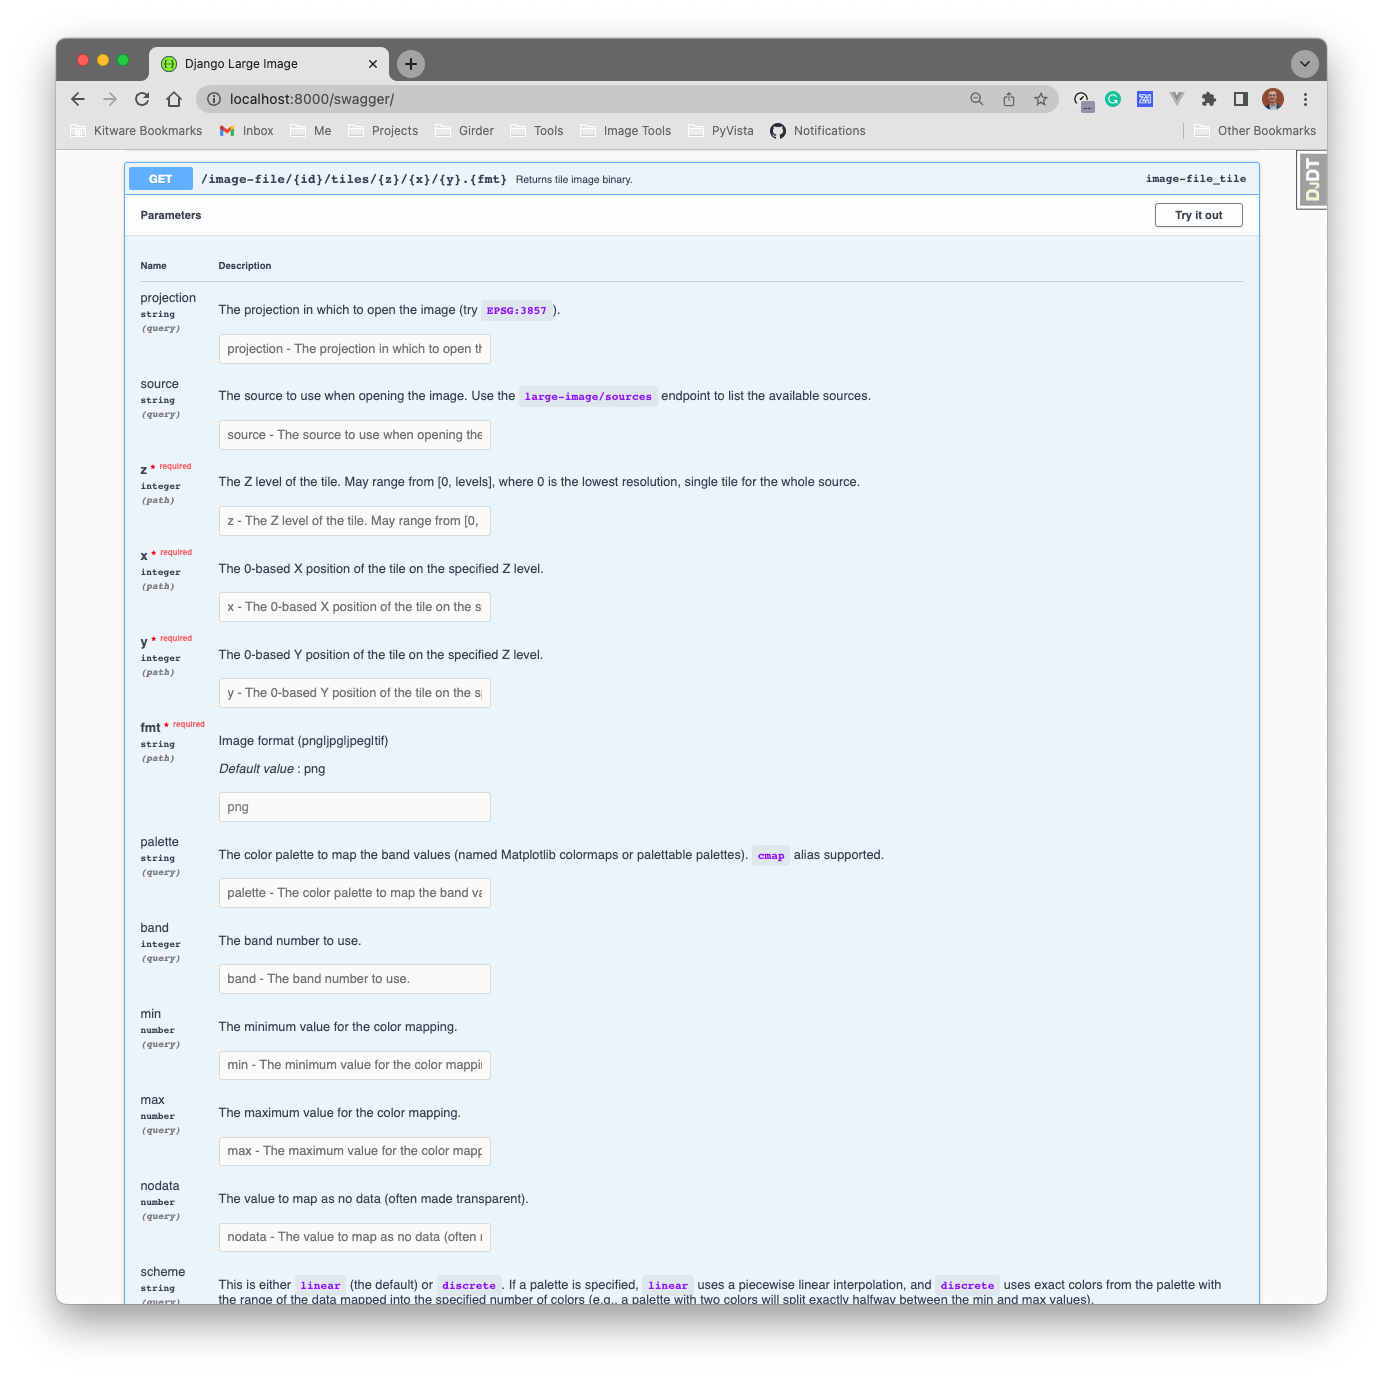 Django Large Image
localhost:8000/swagger/
Kitware Bookmarks Inbox Me Projects Girder Tools Image Tools PyVista Notifications Other Bookmarks
DJDT
GET /image-file/{id}/tiles/{z}/{x}/{y}.{fmt} Returns tile image binary. image-file_tile
Parameters Try it out
Name Description
projection
string
(query)
The projection in which to open the image (try EPSG:3857 ).
projection - The projection in which to open th
source
string
(query)
The source to use when opening the image. Use the large-image/sources endpoint to list the available sources.
source - The source to use when opening the
z * required
integer
(path)
The Z level of the tile. May range from [0, levels], where 0 is the lowest resolution, single tile for the whole source.
z - The Z level of the tile. May range from [0,
x * required
integer
(path)
The 0-based X position of the tile on the specified Z level.
x - The 0-based X position of the tile on the s
y * required
integer
(path)
The 0-based Y position of the tile on the specified Z level.
y - The 0-based Y position of the tile on the sp
fmt * required
string
(path)
Image format (png|jpg|jpeg|tif)
Default value : png
png
palette
string
(query)
The color palette to map the band values (named Matplotlib colormaps or palettable palettes). cmap alias supported.
palette - The color palette to map the band va
band
integer
(query)
The band number to use.
band - The band number to use.
min
number
(query)
The minimum value for the color mapping.
min - The minimum value for the color mappi
max
number
(query)
The maximum value for the color mapping.
max - The maximum value for the color mapp
nodata
number
(query)
The value to map as no data (often made transparent).
nodata - The value to map as no data (often
scheme
string
(query)
This is either linear (the default) or discrete . If a palette is specified, linear uses a piecewise linear interpolation, and discrete uses exact colors from the palette with
the range of the data mapped into the specified number of colors (e.g., a palette with two colors will split exactly halfway between the min and max values).